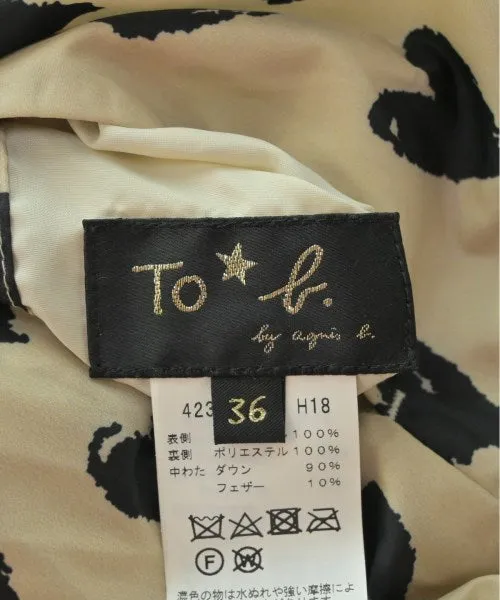 To★b.
by agnis b.
423
36
H18
表側 100%
裏側 ポリエステル 100%
中わた ダウン 90%
フェザー 10%
F W
濃色の物は水ぬれや強い摩擦によ